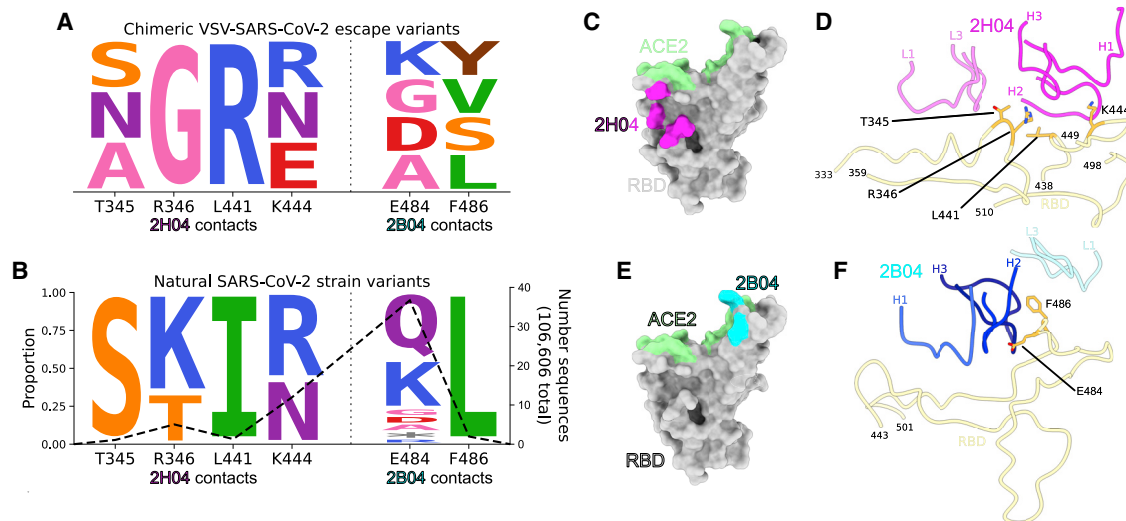 A
Chimeric VSV-SARS-CoV-2 escape variants
S N A
G
R
R N E
K G D A
Y V S L
T345 R346 L441 K444 E484 F486
2H04 contacts 2B04 contacts
B
Natural SARS-CoV-2 strain variants
Proportion
1.00
0.75
0.50
0.25
0.00
S
K T
I
R N
Q K G D A
L
40
30
20
10
0
Number sequences
(106,606 total)
T345 R346 L441 K444 E484 F486
2H04 contacts 2B04 contacts
C
ACE2
2H04
RBD
D
H3 2H04
L1 L3 H1
H2
K444
T345
449
333 359 498
438
R346 510 RBD
L441
E
2B04
ACE2
RBD
F
L3
2B04 L1
H3 H2
H1 F486
E484
443 501 RBD